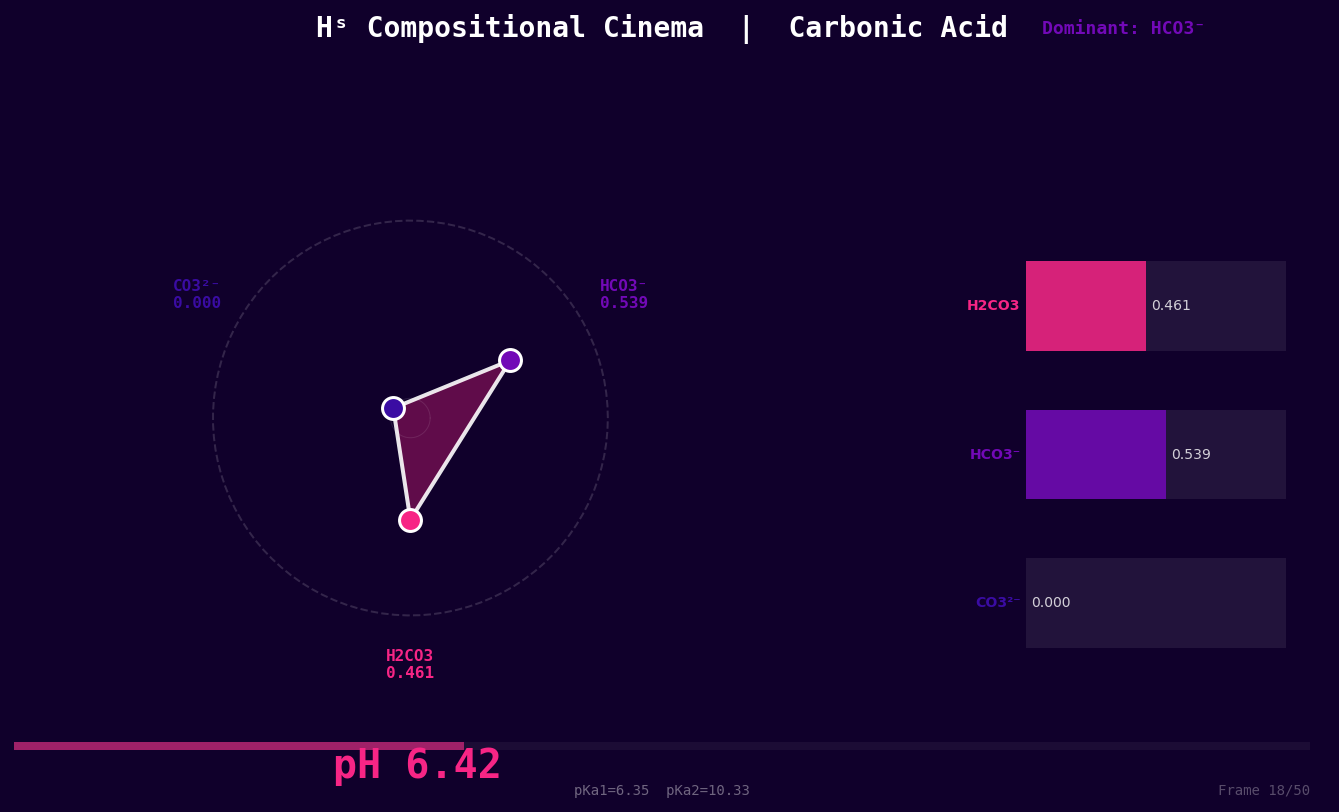 Hˢ Compositional Cinema | Carbonic Acid
Dominant: HCO3⁻
CO3²⁻
0.000
HCO3⁻
0.539
H2CO3
0.461
H2CO3 0.461
HCO3⁻ 0.539
CO3²⁻ 0.000
pH 6.42
pKa1=6.35 pKa2=10.33
Frame 18/50